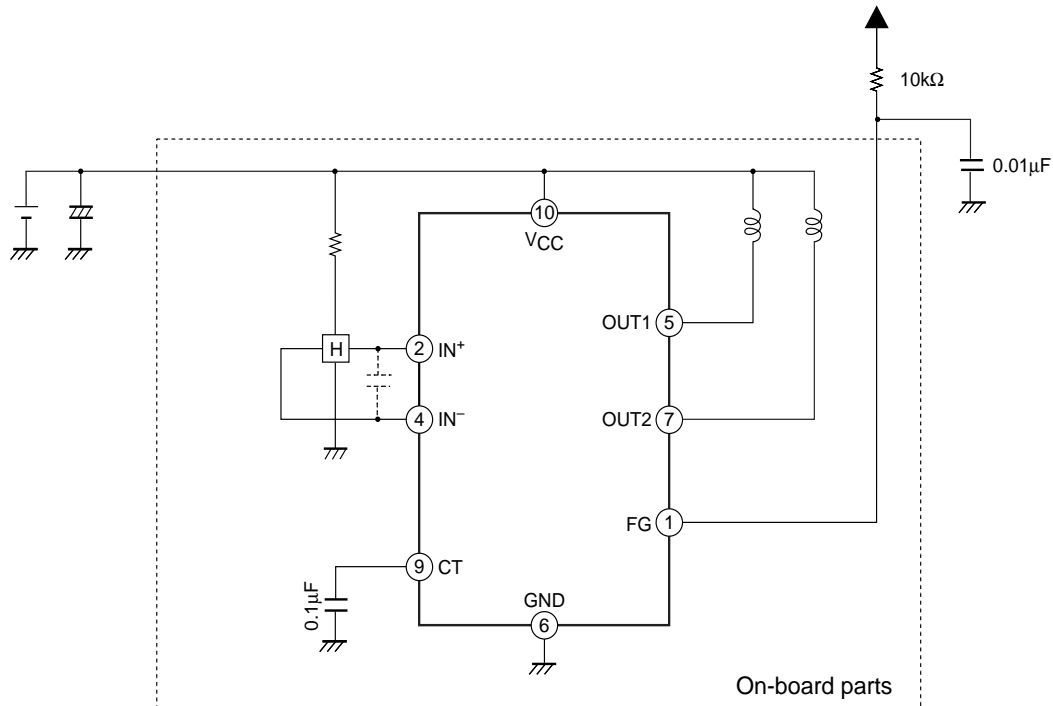 10kΩ
0.01μF
10
VCC
OUT1
5
H
2
IN+
4
IN–
OUT2
7
FG
1
9
CT
0.1μF
GND
6
On-board parts